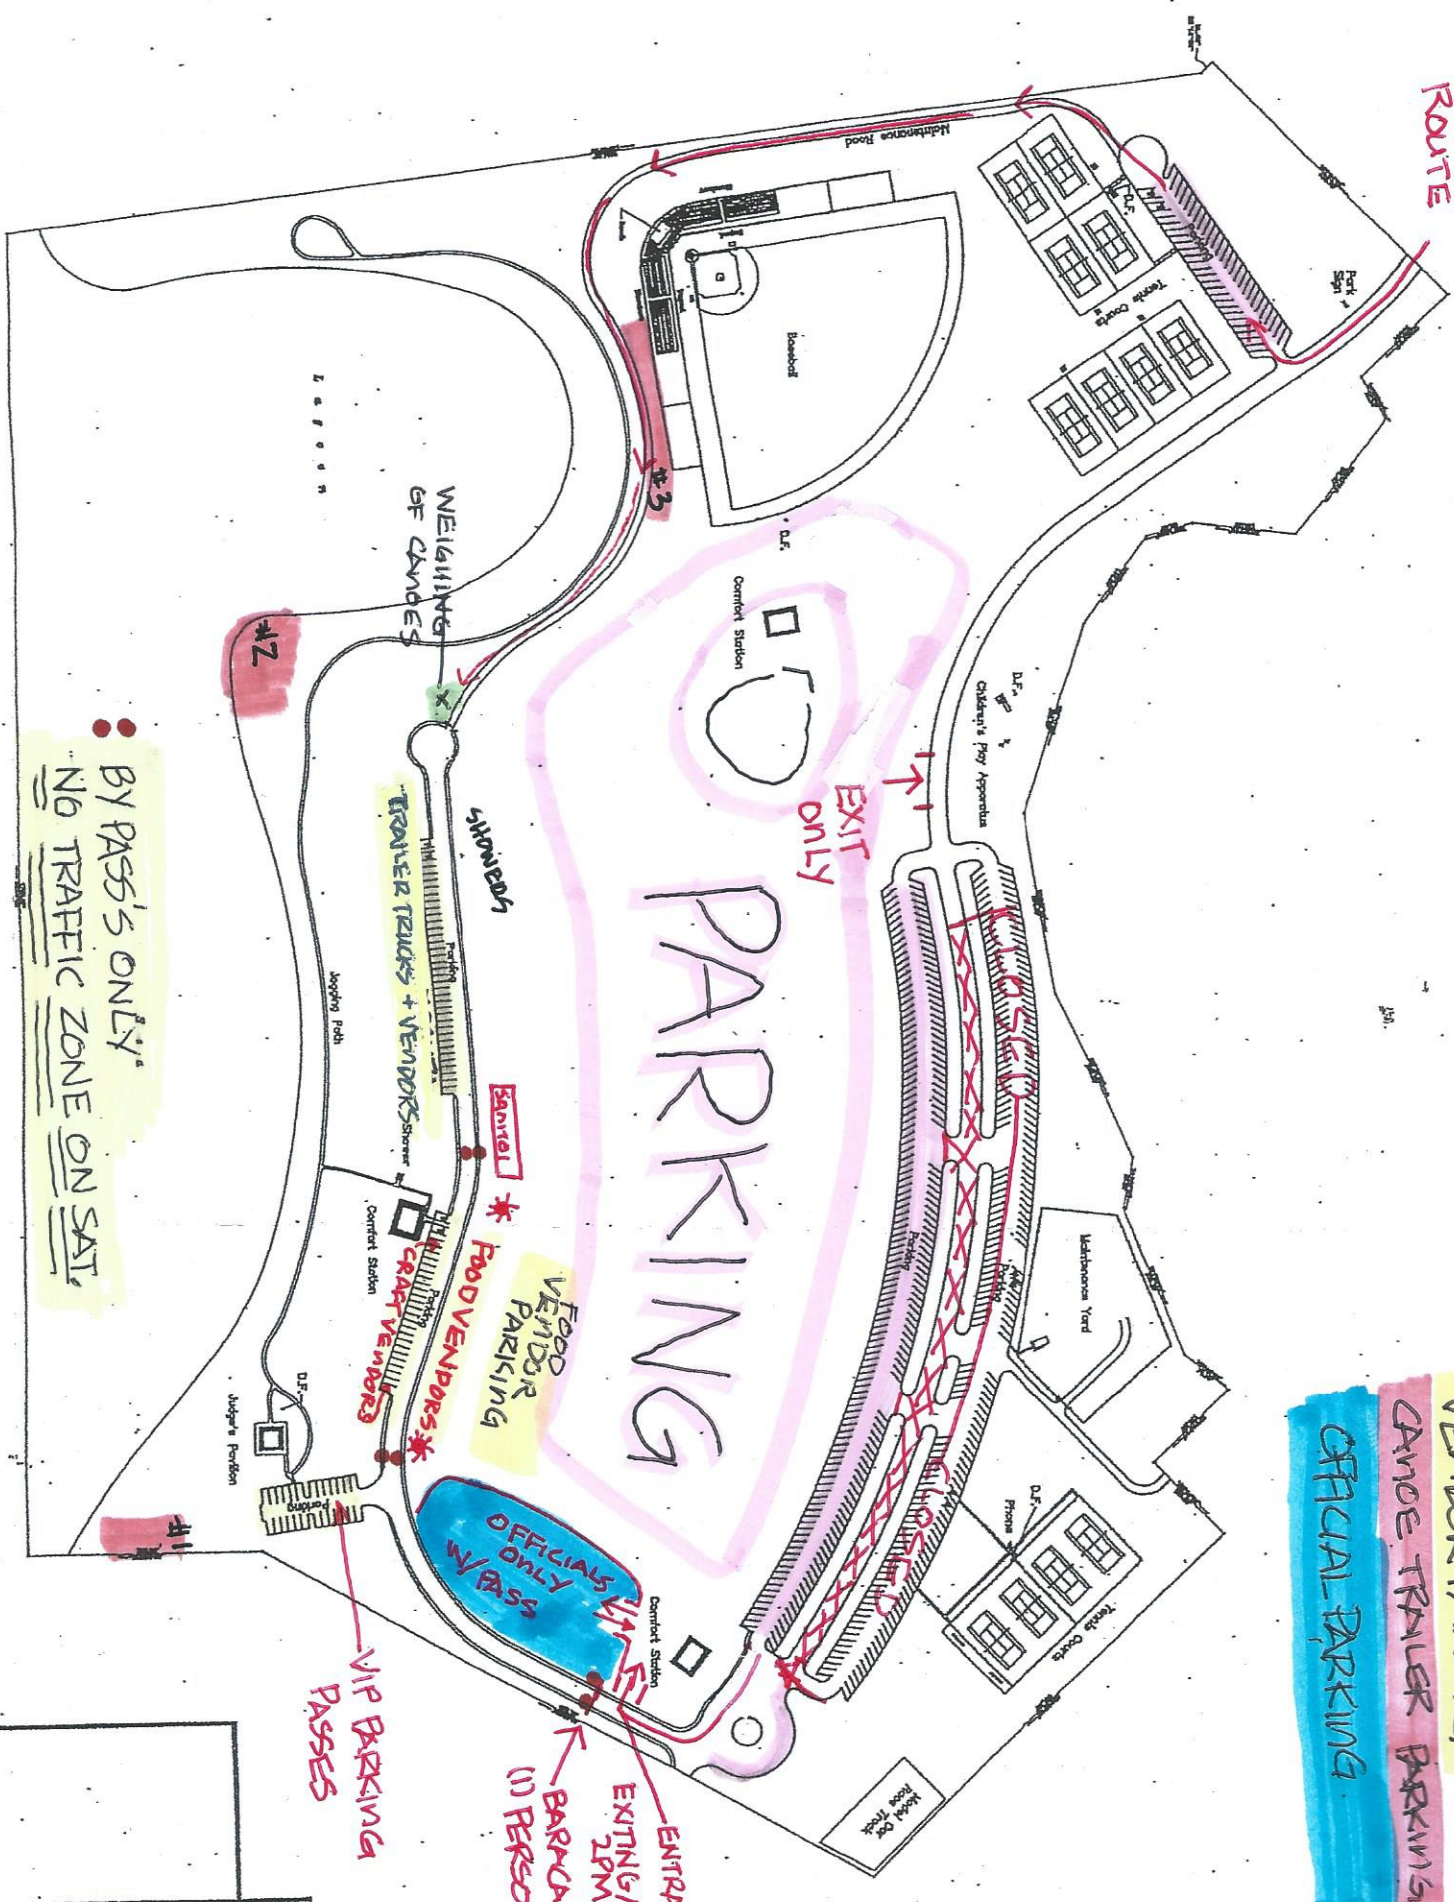 ROUTE
Park
Sign
Maintenance Road
D.F.
Tennis Courts
Baseball
Lagoon
#3
D.F.
Comfort Station
WEIGHING
OF CANOES
X
#2
D.F.
Children's Play Apparatus
EXIT
ONLY
PARKING
CLOSED
CLOSED
Parking
Parking
Maintenance Yard
SHOWERS
TRAILER TRUCKS + VENDORS
Parking
Shower
Jogging Path
Comfort Station
BY PASS'S ONLY
NO TRAFFIC ZONE ON SAT.
FOOD VENDORS
FOOD
VENDOR
PARKING
Parking
CRAFT VENDORS
D.F.
Judge's Pavilion
Parking
#1
OFFICIALS
ONLY
W/ PASS
Comfort Station
D.F.
Phone
Tennis Courts
Model Car
Race Track
VIP PARKING
PASSES
EXITING/
2PM
(1)
CANOE TRAILER PARKING
OFFICIAL PARKING